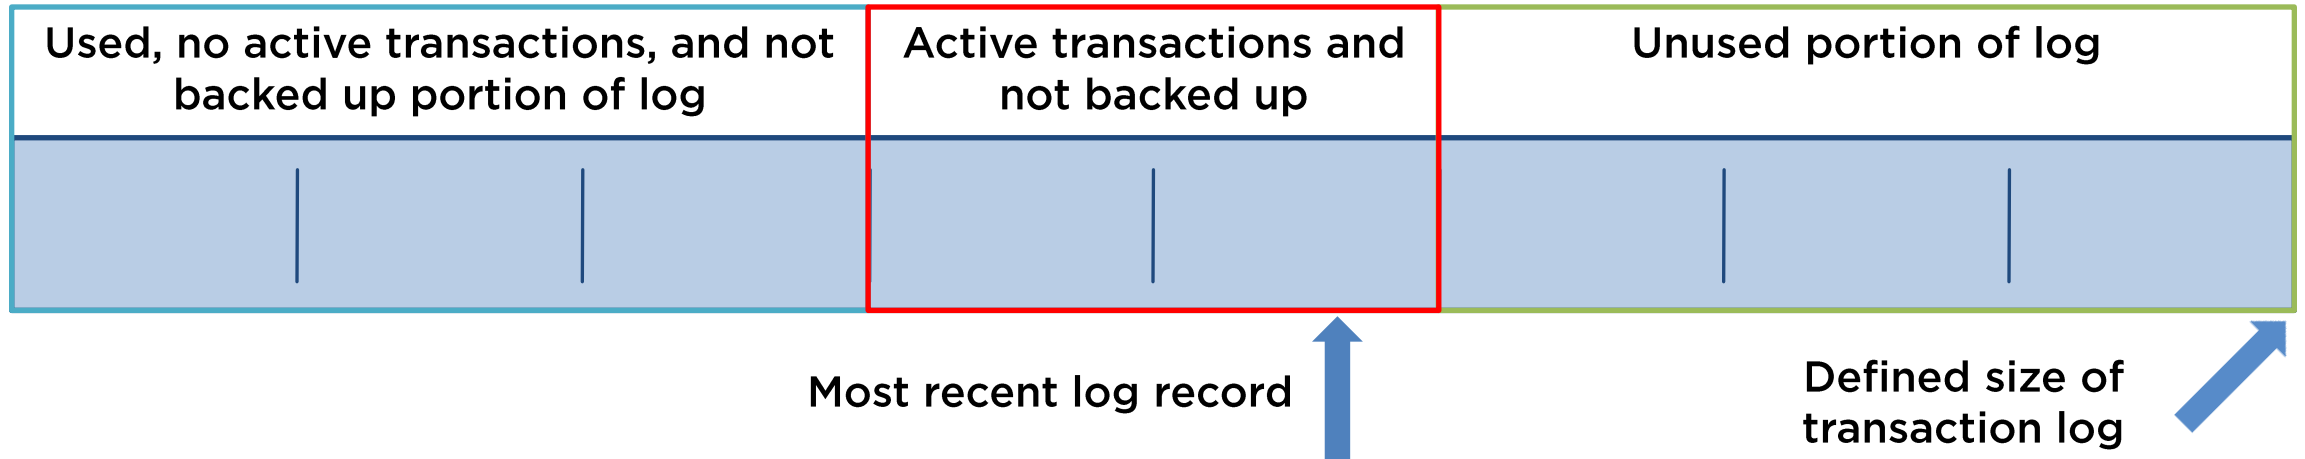 Used, no active transactions, and not
backed up portion of log
Active transactions and
not backed up
Unused portion of log
Most recent log record
Defined size of
transaction log